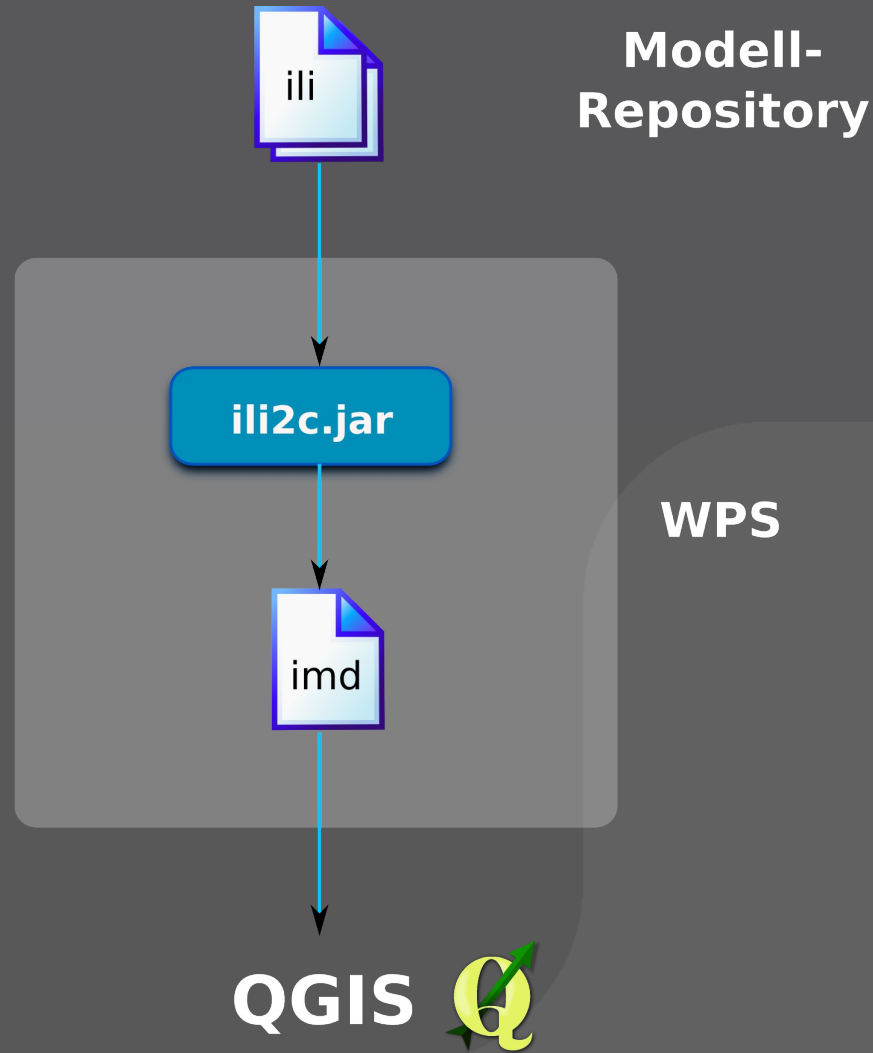 ili
Modell-
Repository
ili2c.jar
WPS
imd
QGIS